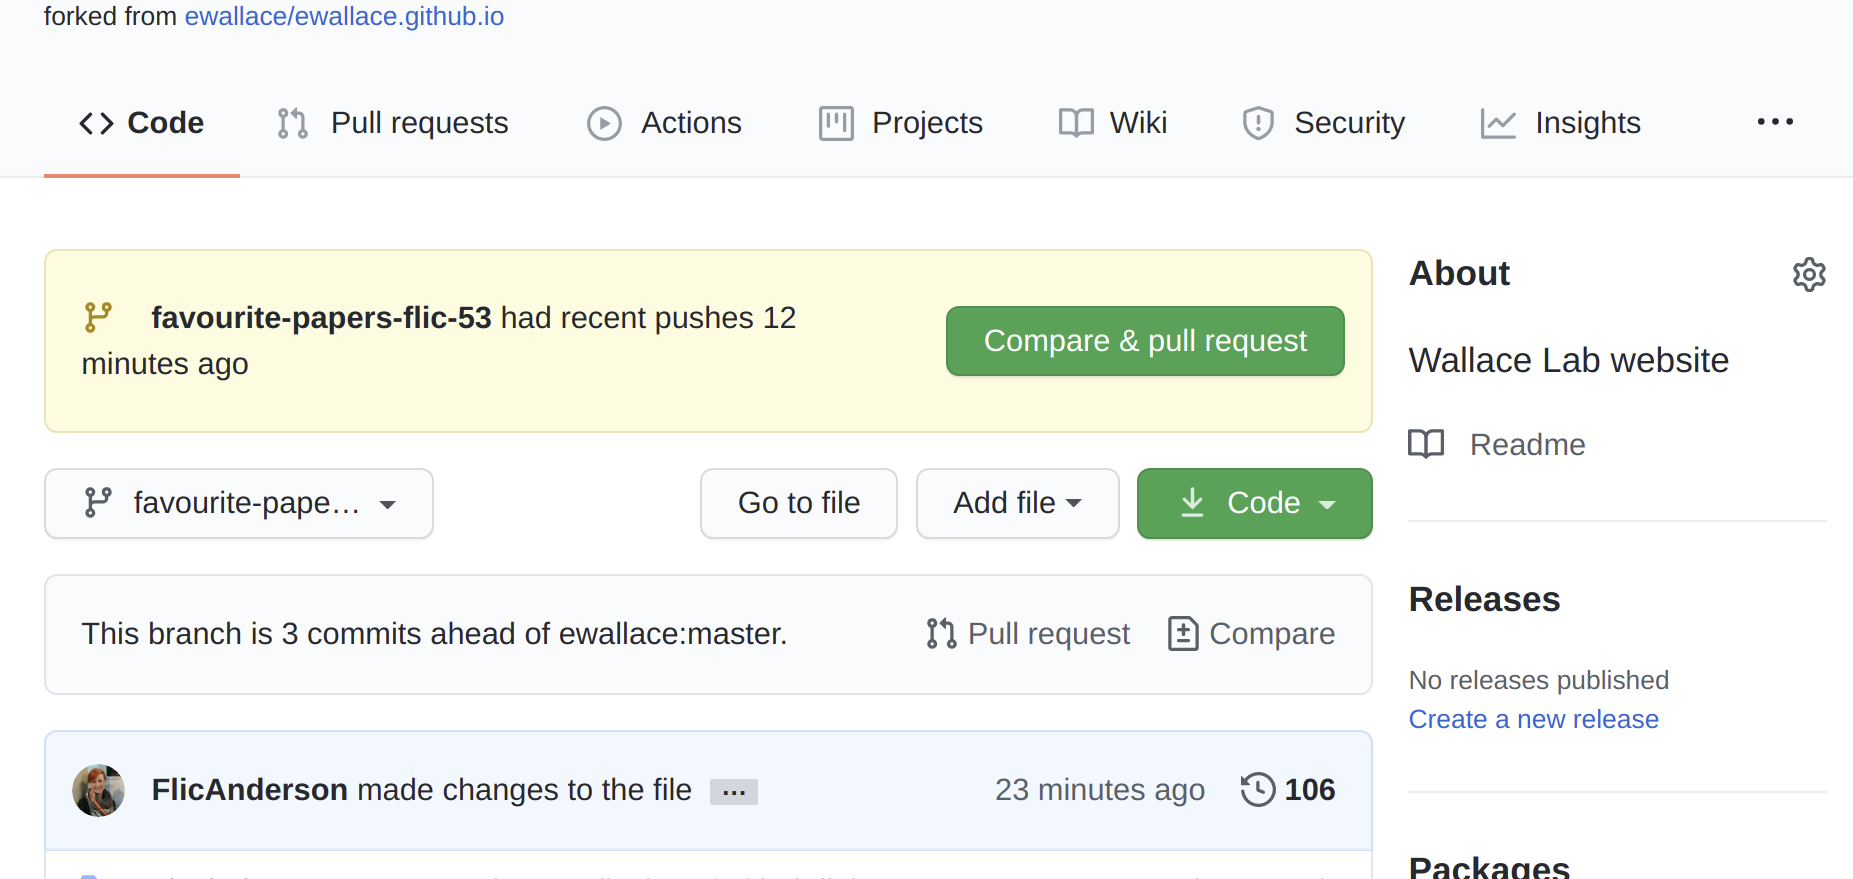 forked from ewallace/ewallace.github.io
Code Pull requests Actions Projects Wiki Security Insights ...
favourite-papers-flic-53 had recent pushes 12
minutes ago
Compare & pull request
favourite-pape... Go to file Add file Code
This branch is 3 commits ahead of ewallace:master. Pull request Compare
FlicAnderson made changes to the file ... 23 minutes ago 106
About
Wallace Lab website
Readme
Releases
No releases published
Create a new release
Packages